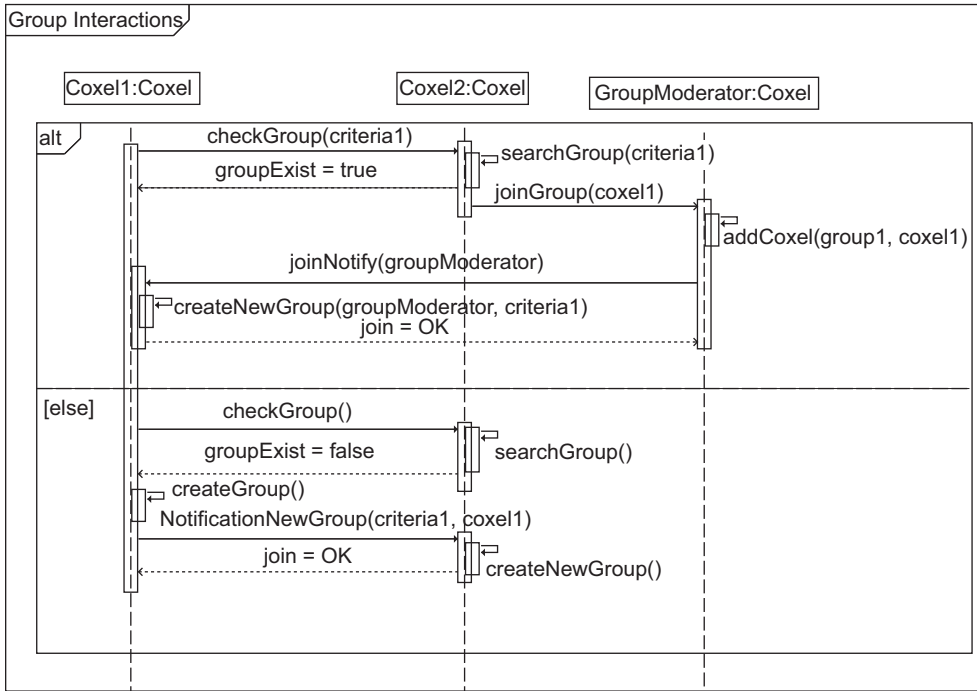 Group Interactions
Coxel1:Coxel
Coxel2:Coxel
GroupModerator:Coxel
alt
checkGroup(criteria1)
searchGroup(criteria1)
groupExist = true
joinGroup(coxel1)
addCoxel(group1, coxel1)
joinNotify(groupModerator)
createNewGroup(groupModerator, criteria1)
join = OK
[else]
checkGroup()
groupExist = false
searchGroup()
createGroup()
NotificationNewGroup(criteria1, coxel1)
join = OK
createNewGroup()